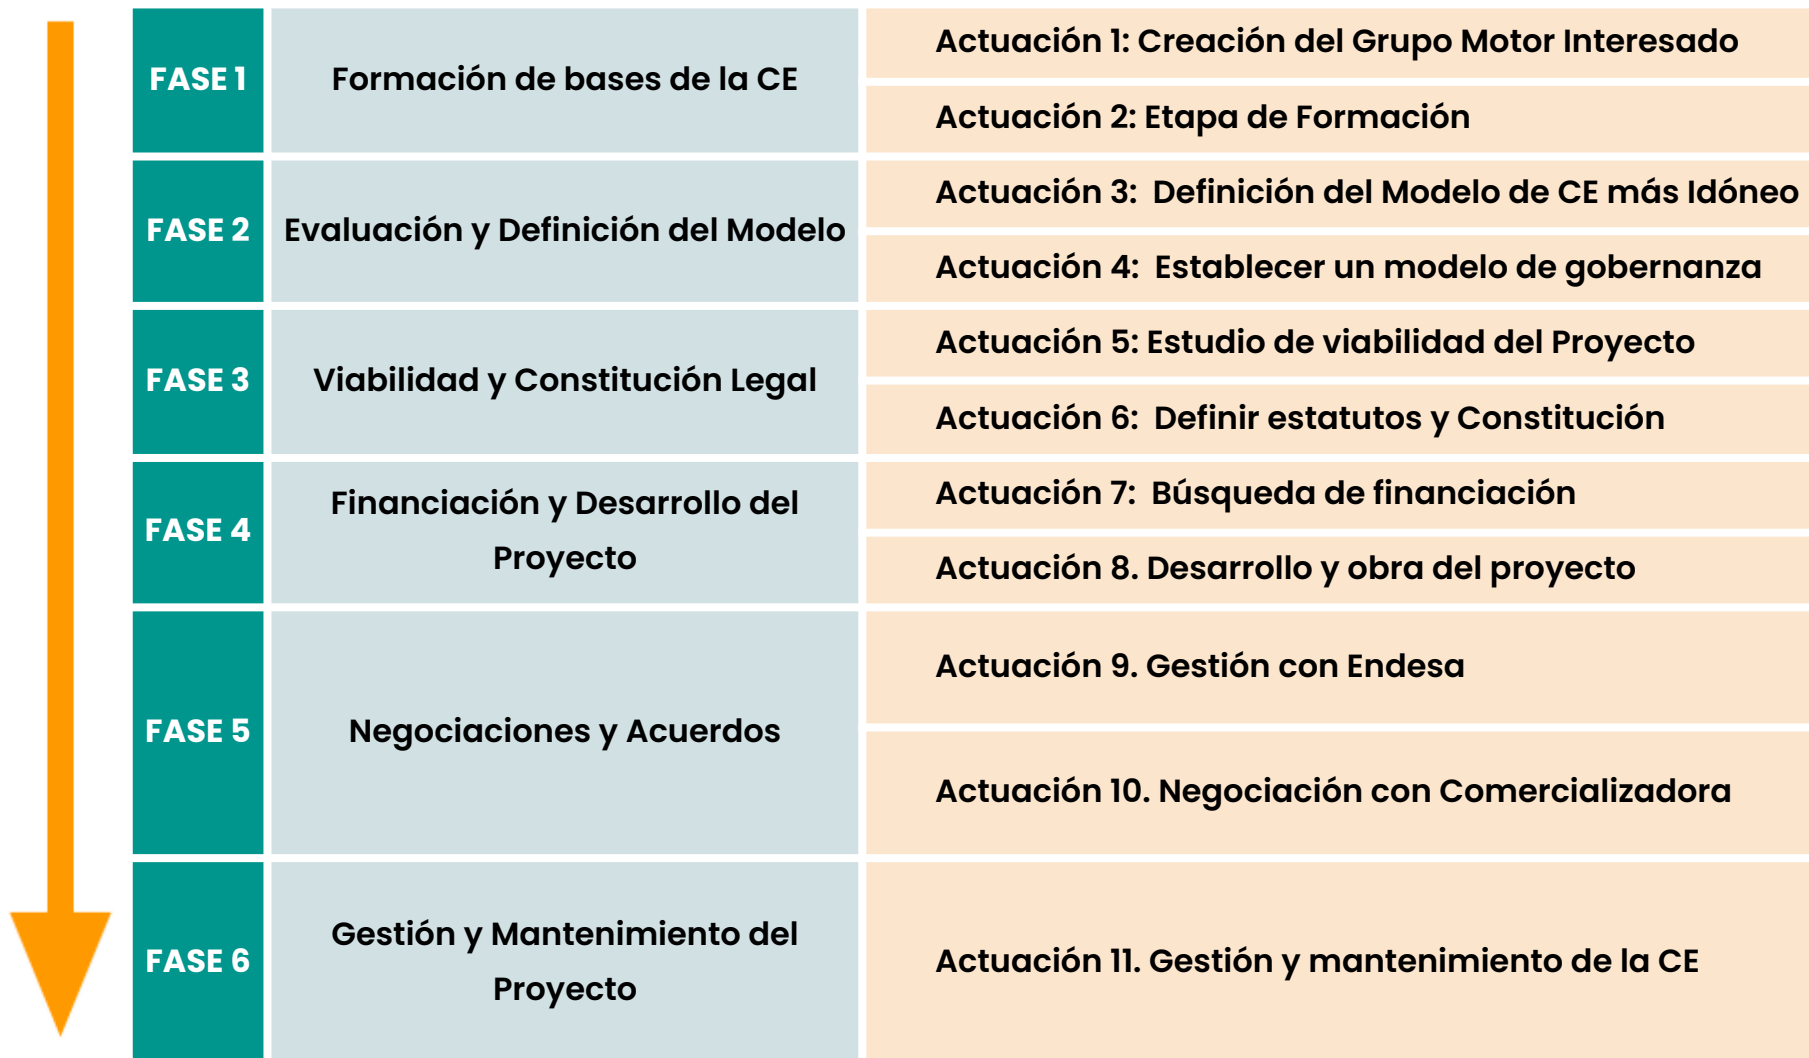 FASE 1
Formación de bases de la CE
Actuación 1: Creación del Grupo Motor Interesado
Actuación 2: Etapa de Formación
FASE 2
Evaluación y Definición del Modelo
Actuación 3:  Definición del Modelo de CE más Idóneo
Actuación 4:  Establecer un modelo de gobernanza
FASE 3
Viabilidad y Constitución Legal
Actuación 5: Estudio de viabilidad del Proyecto
Actuación 6:  Definir estatutos y Constitución
FASE 4
Financiación y Desarrollo del
Proyecto
Actuación 7:  Búsqueda de financiación
Actuación 8. Desarrollo y obra del proyecto
FASE 5
Negociaciones y Acuerdos
Actuación 9. Gestión con Endesa
Actuación 10. Negociación con Comercializadora
FASE 6
Gestión y Mantenimiento del
Proyecto
Actuación 11. Gestión y mantenimiento de la CE